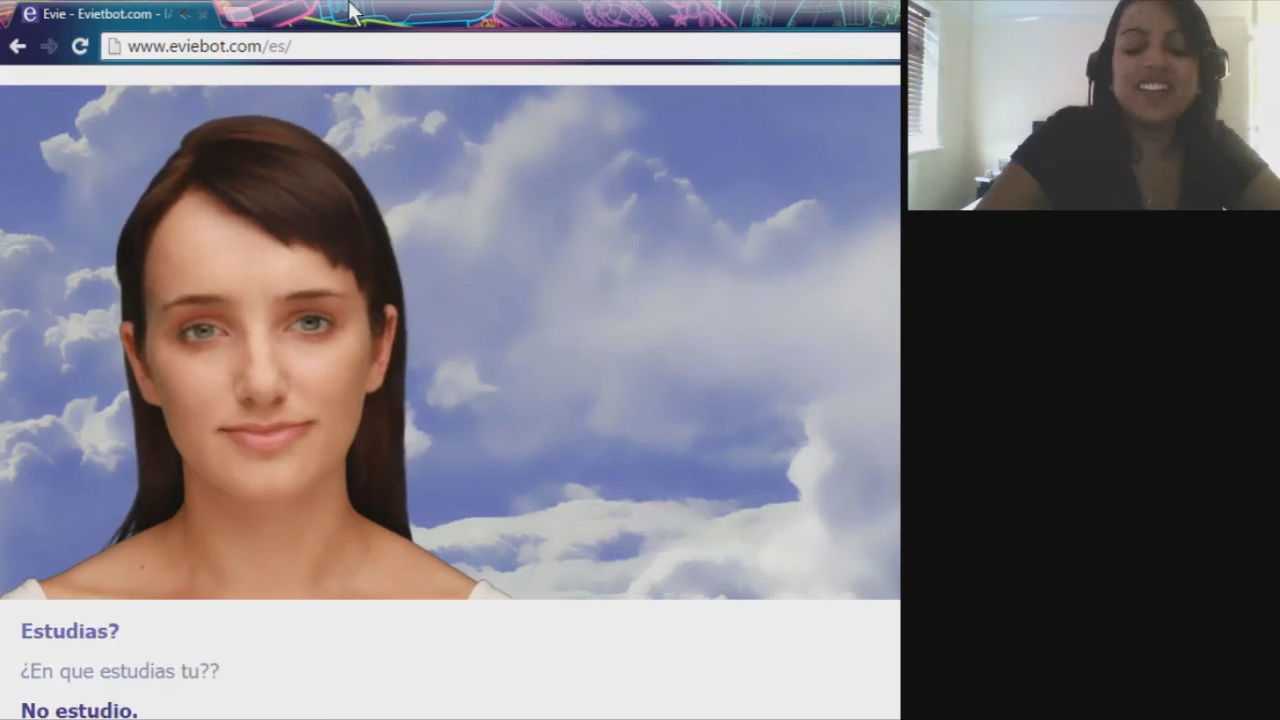 Evie - Eviebot.com - I
www.eviebot.com/es/
Estudias?
¿En que estudias tu??
No estudio.